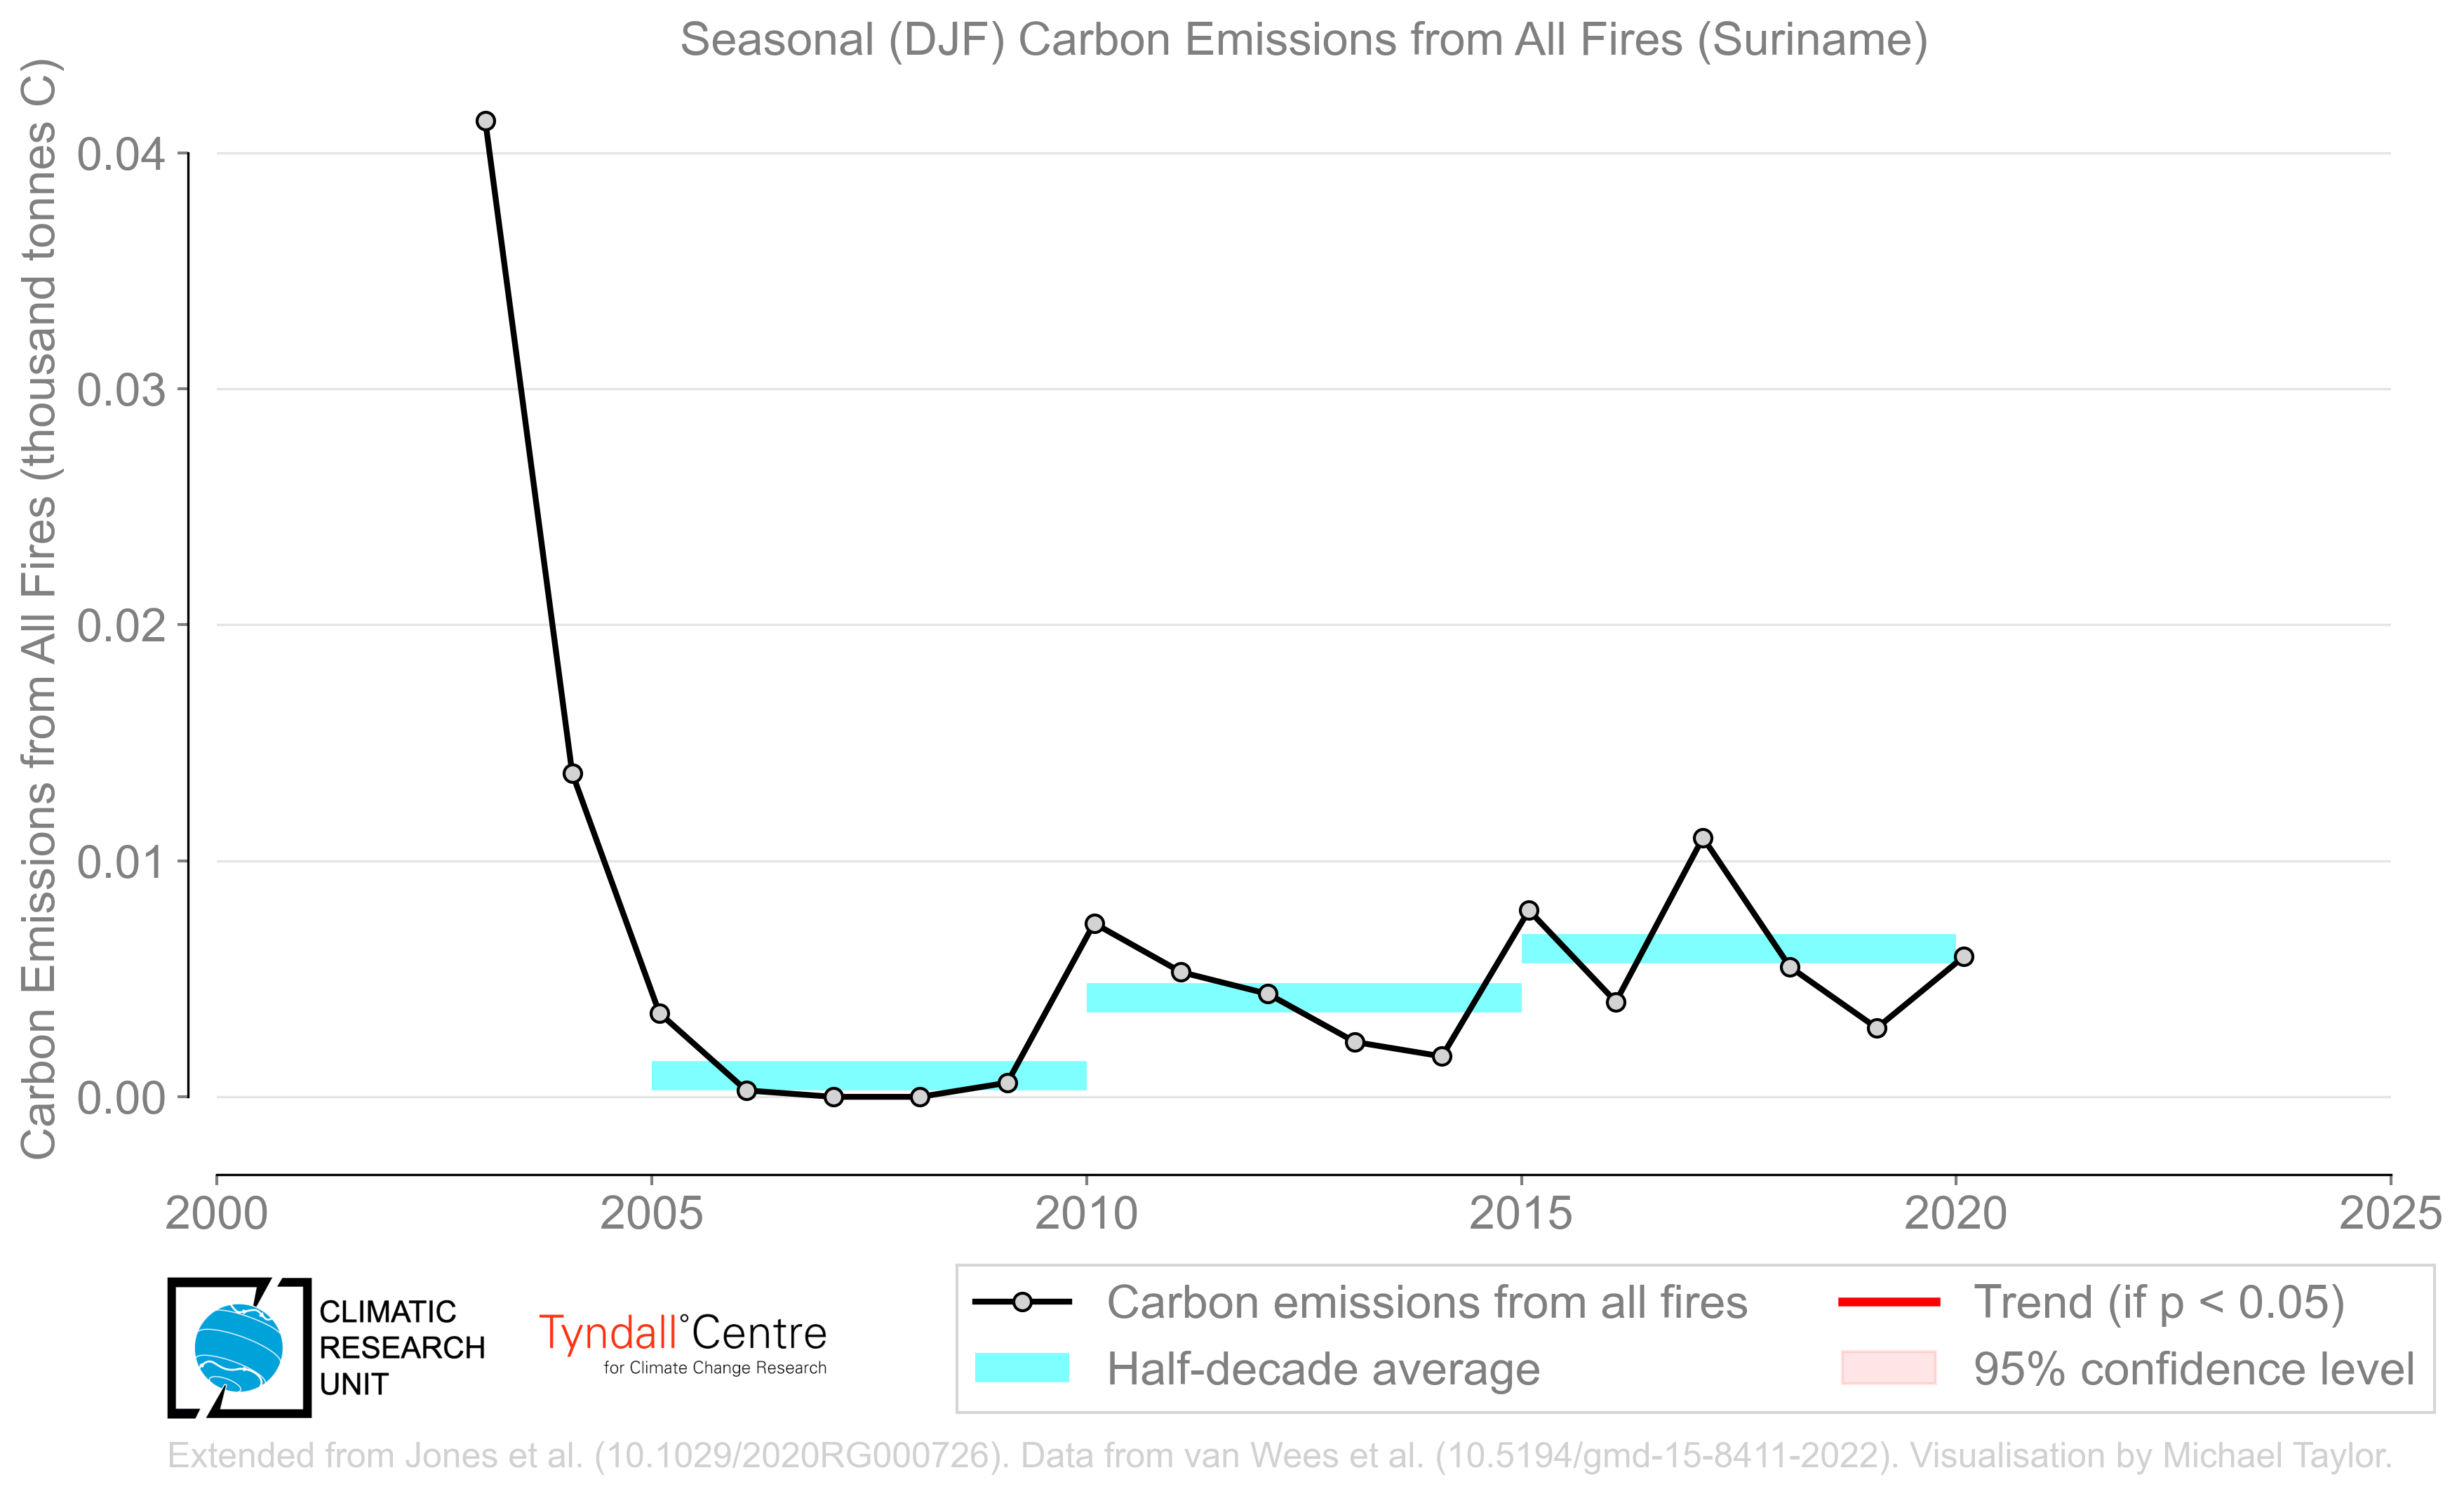 Seasonal (DJF) Carbon Emissions from All Fires (Suriname)
Carbon Emissions from All Fires (thousand tonnes C)
0.04
0.03
0.02
0.01
0.00
2000 2005 2010 2015 2020 2025
CLIMATIC
RESEARCH
UNIT
Tyndall°Centre
for Climate Change Research
Carbon emissions from all fires
Half-decade average
Trend (if p < 0.05)
95% confidence level
Extended from Jones et al. (10.1029/2020RG000726). Data from van Wees et al. (10.5194/gmd-15-8411-2022). Visualisation by Michael Taylor.